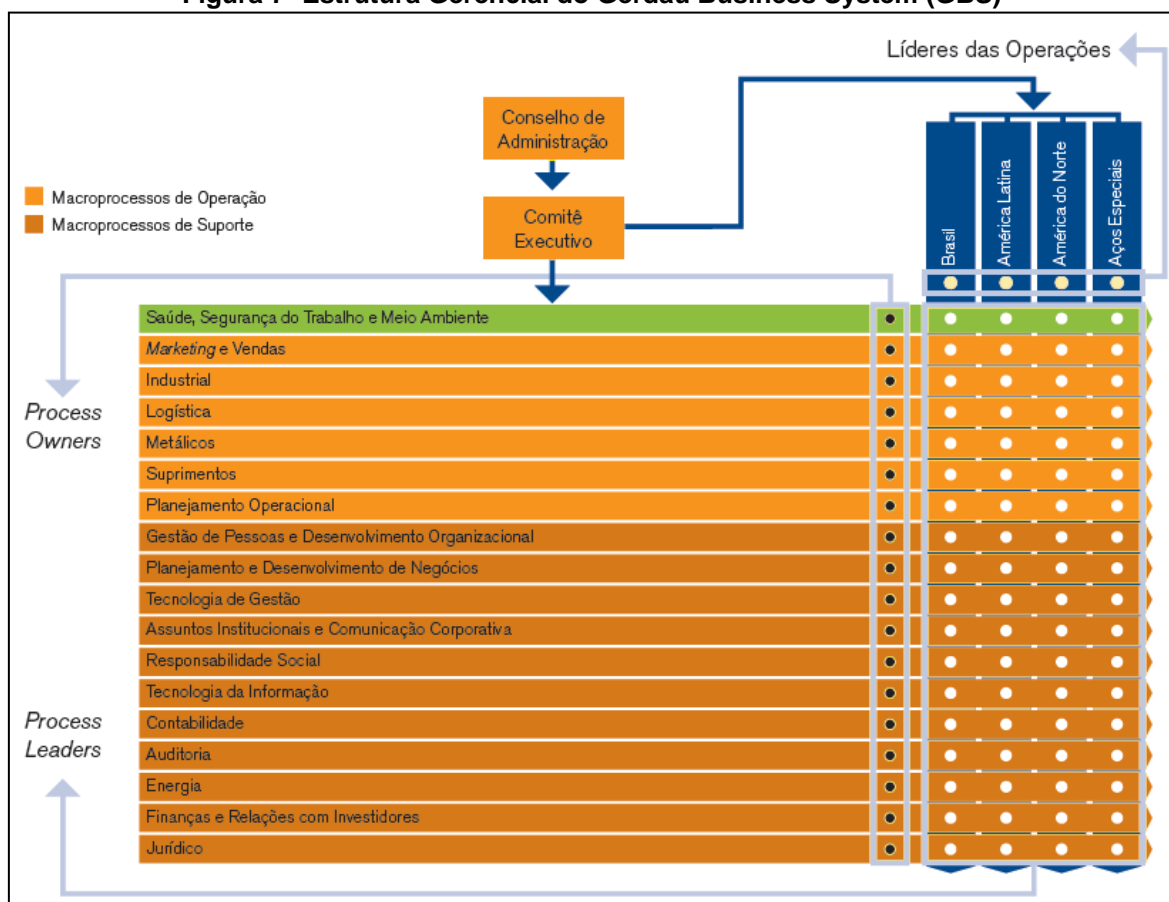 Figura 7- Estrutura Gerencial do Gerdau Business System (GBS)
Líderes das Operações
Conselho de
Administração
Macroprocessos de Operação
Macroprocessos de Suporte
Comitê
Executivo
Brasil
América Latina
América do Norte
Aços Especiais
Saúde, Segurança do Trabalho e Meio Ambiente
Marketing e Vendas
Industrial
Process
Owners
Logística
Metálicos
Suprimentos
Planejamento Operacional
Gestão de Pessoas e Desenvolvimento Organizacional
Planejamento e Desenvolvimento de Negócios
Tecnologia de Gestão
Assuntos Institucionais e Comunicação Corporativa
Responsabilidade Social
Tecnologia da Informação
Process
Leaders
Contabilidade
Auditoria
Energia
Finanças e Relações com Investidores
Jurídico